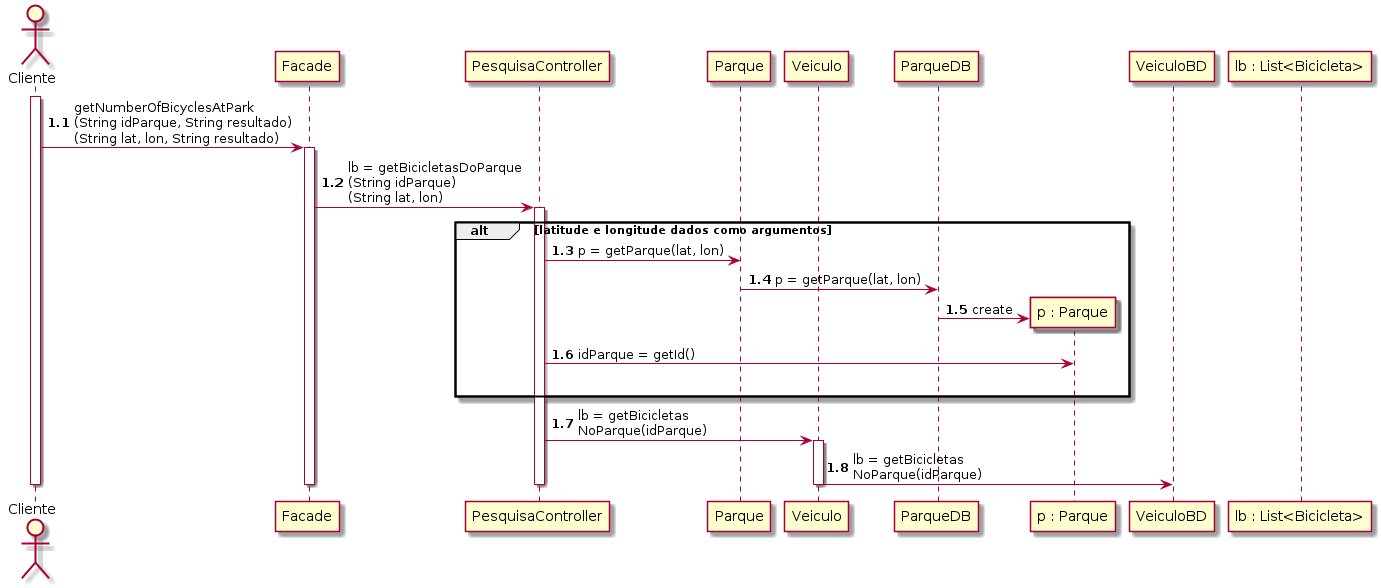 Cliente
Facade
PesquisaController
Parque
Veiculo
ParqueDB
VeiculoBD
lb : List<Bicicleta>
getNumberOfBicyclesAtPark
1.1 (String idParque, String resultado)
(String lat, lon, String resultado)
lb = getBicicletasDoParque
1.2 (String idParque)
(String lat, lon)
alt [latitude e longitude dados como argumentos]
1.3 p = getParque(lat, lon)
1.4 p = getParque(lat, lon)
1.5 create
p : Parque
1.6 idParque = getId()
1.7 lb = getBicicletas
NoParque(idParque)
1.8 lb = getBicicletas
NoParque(idParque)
Cliente
Facade
PesquisaController
Parque
Veiculo
ParqueDB
p : Parque
VeiculoBD
lb : List<Bicicleta>